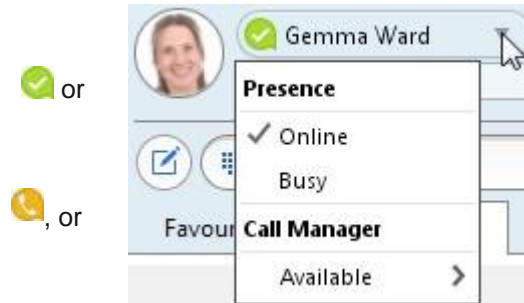 Gemma Ward
or
Presence
Online
Busy
, or
Favour
Call Manager
Available